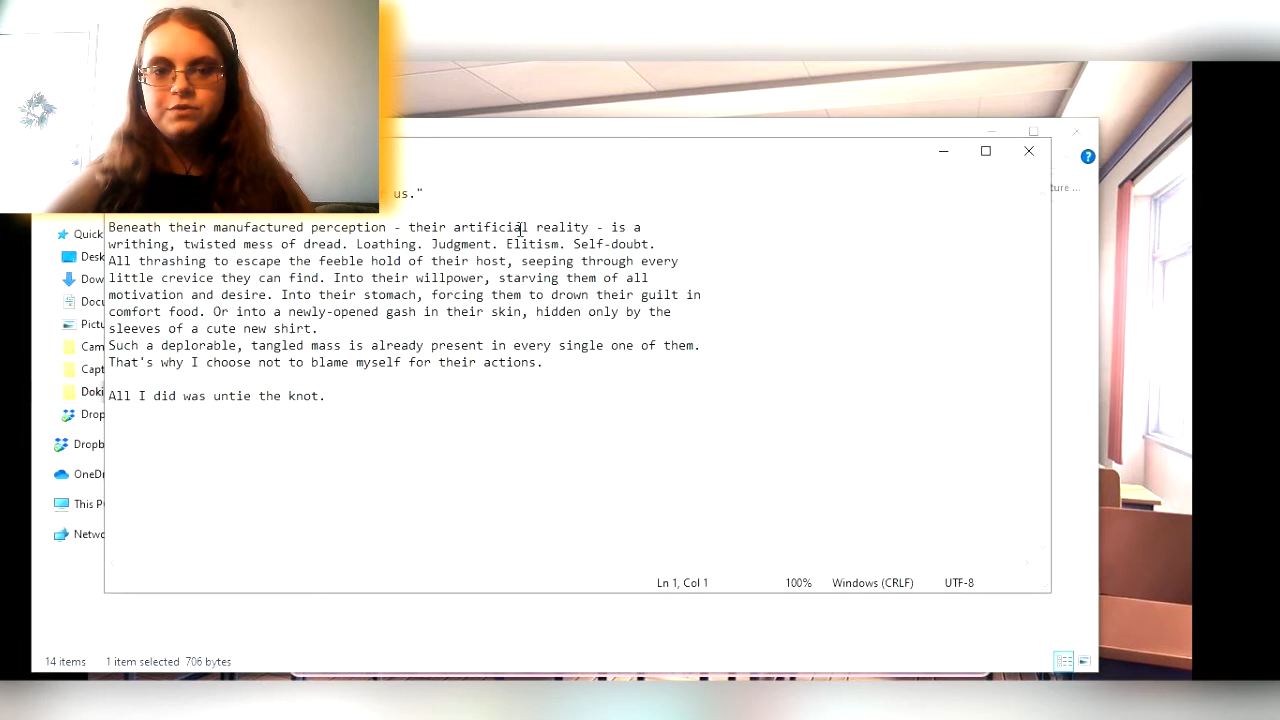 us."
ture ...
Beneath their manufactured perception - their artificial reality - is a
writhing, twisted mess of dread. Loathing. Judgment. Elitism. Self-doubt.
All thrashing to escape the feeble hold of their host, seeping through every
little crevice they can find. Into their willpower, starving them of all
motivation and desire. Into their stomach, forcing them to drown their guilt in
comfort food. Or into a newly-opened gash in their skin, hidden only by the
sleeves of a cute new shirt.
Such a deplorable, tangled mass is already present in every single one of them.
That's why I choose not to blame myself for their actions.
All I did was untie the knot.
Quick
Desk
Dow
Docu
Pictu
Cam
Capt
Doki
Drop
Dropb
OneDr
This P
Netwo
Ln 1, Col 1
100%
Windows (CRLF)
UTF-8
14 items
1 item selected
706 bytes